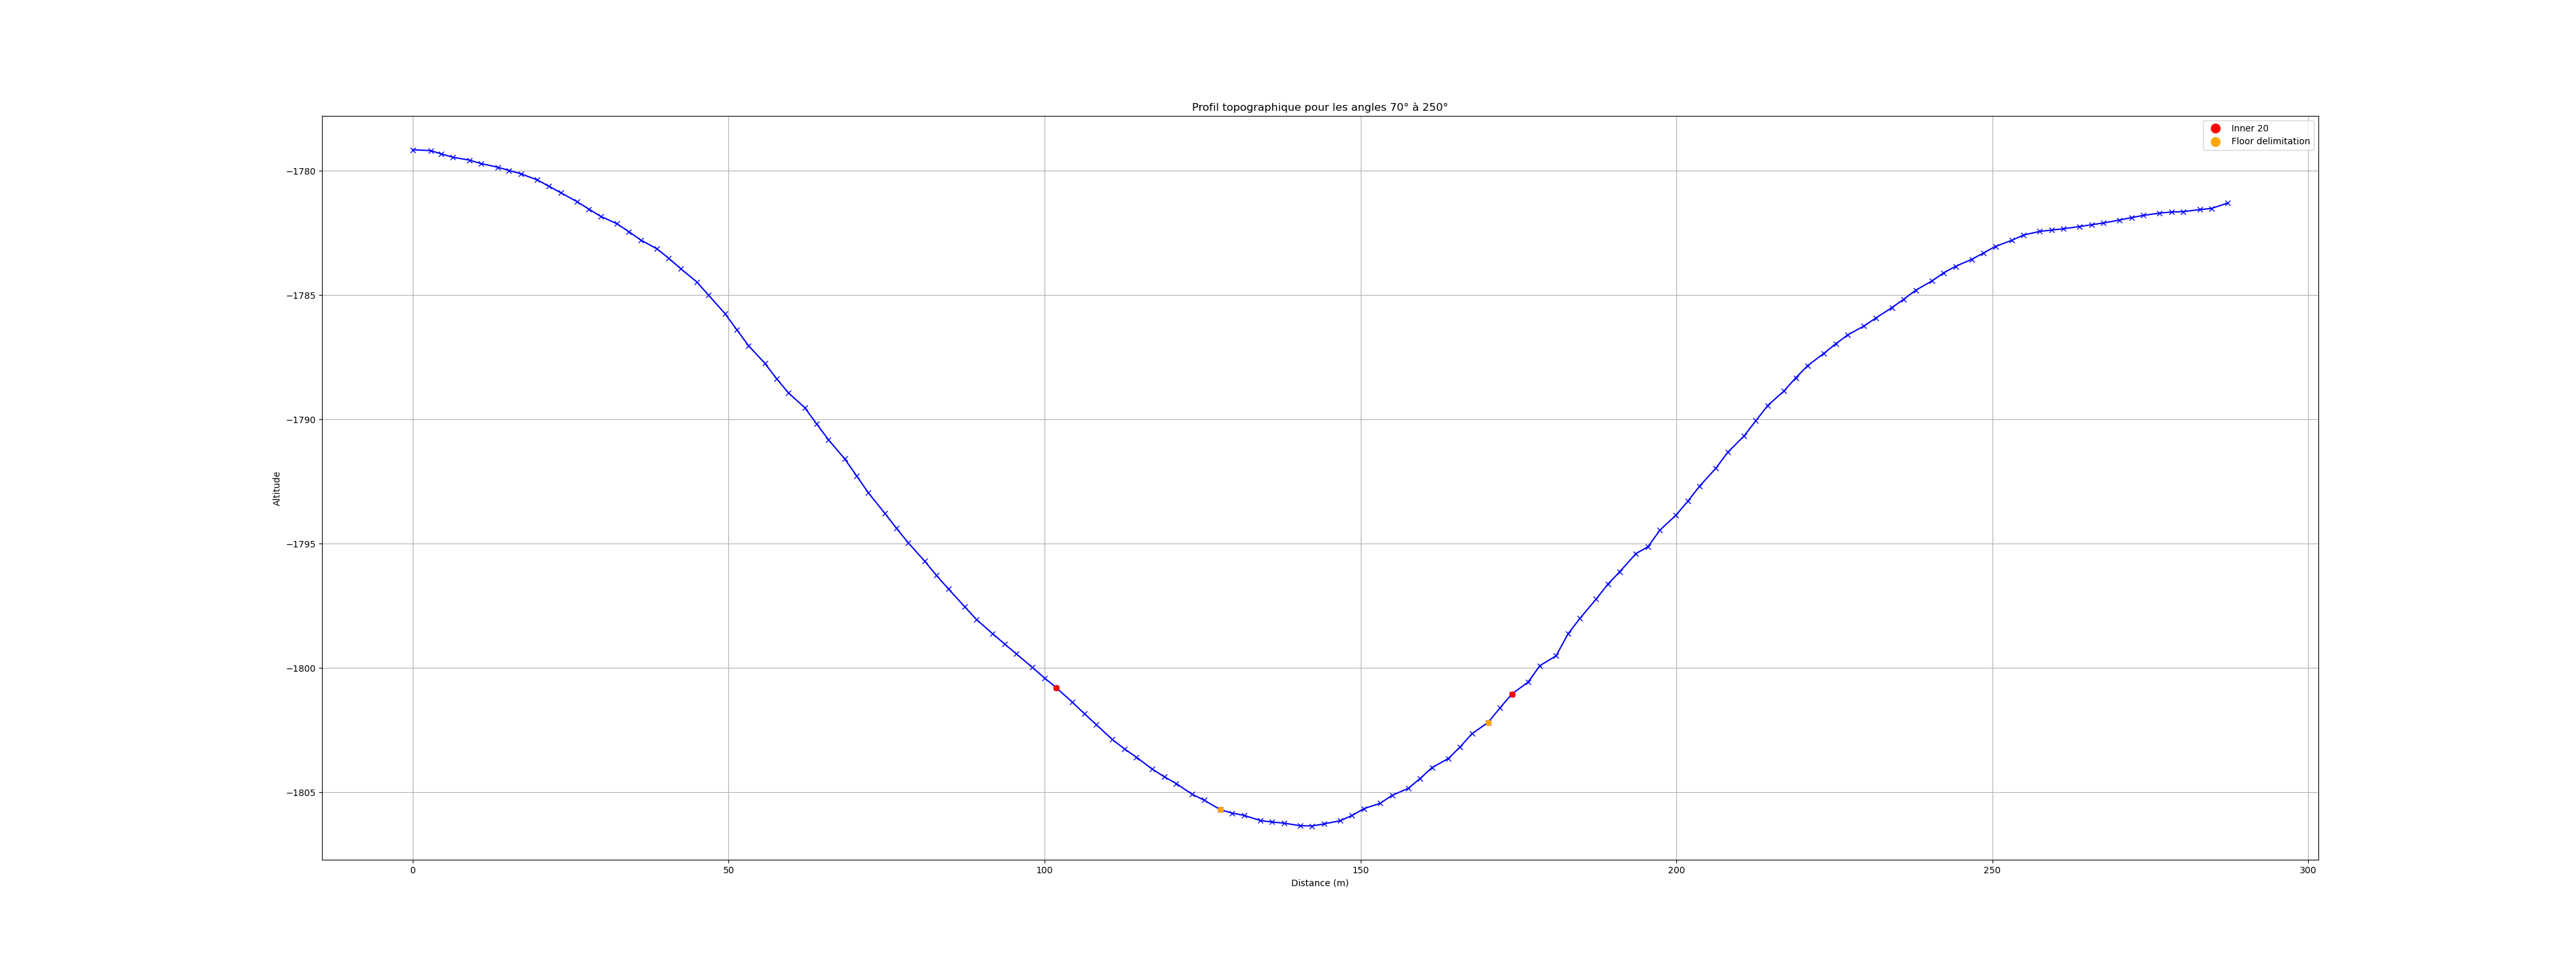 Profil topographique pour les angles 70° à 250°
Inner 20
Floor delimitation
−1780
−1785
−1790
−1795
−1800
−1805
Altitude
0 50 100 150 200 250 300
Distance (m)